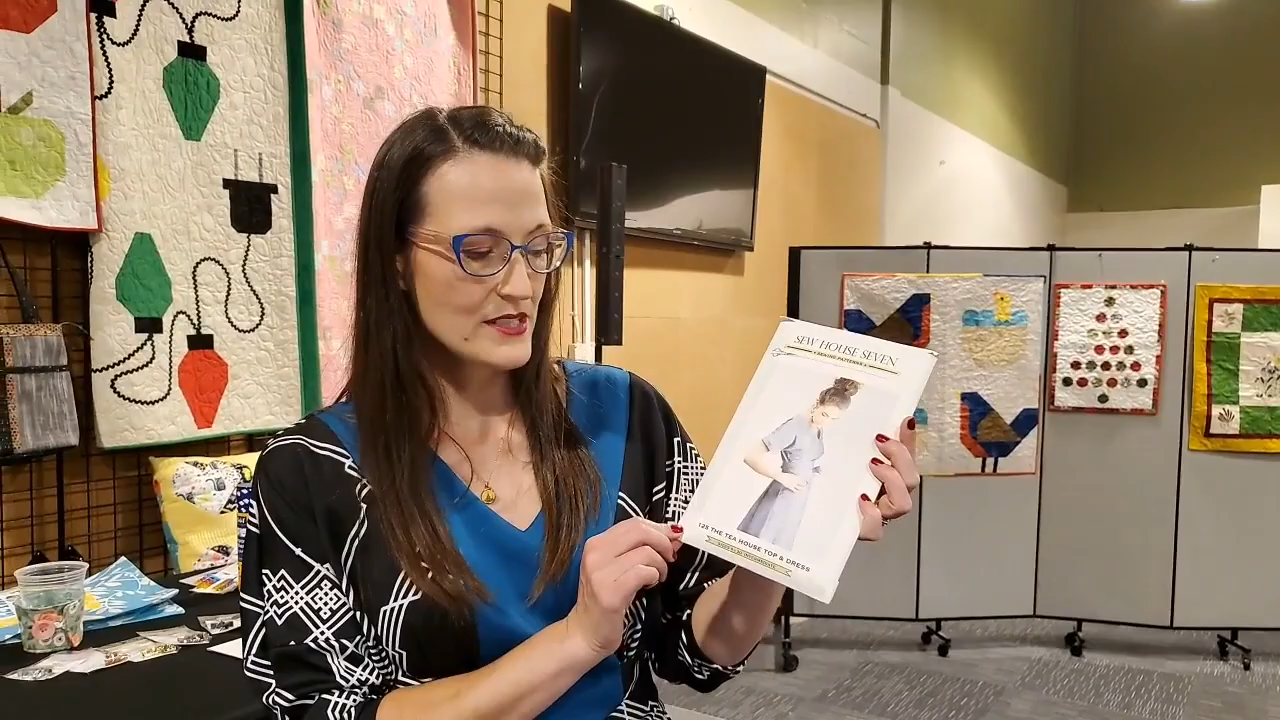 SEW HOUSE SEVEN
SEWING PATTERNS
125 THE TEA HOUSE TOP & DRESS